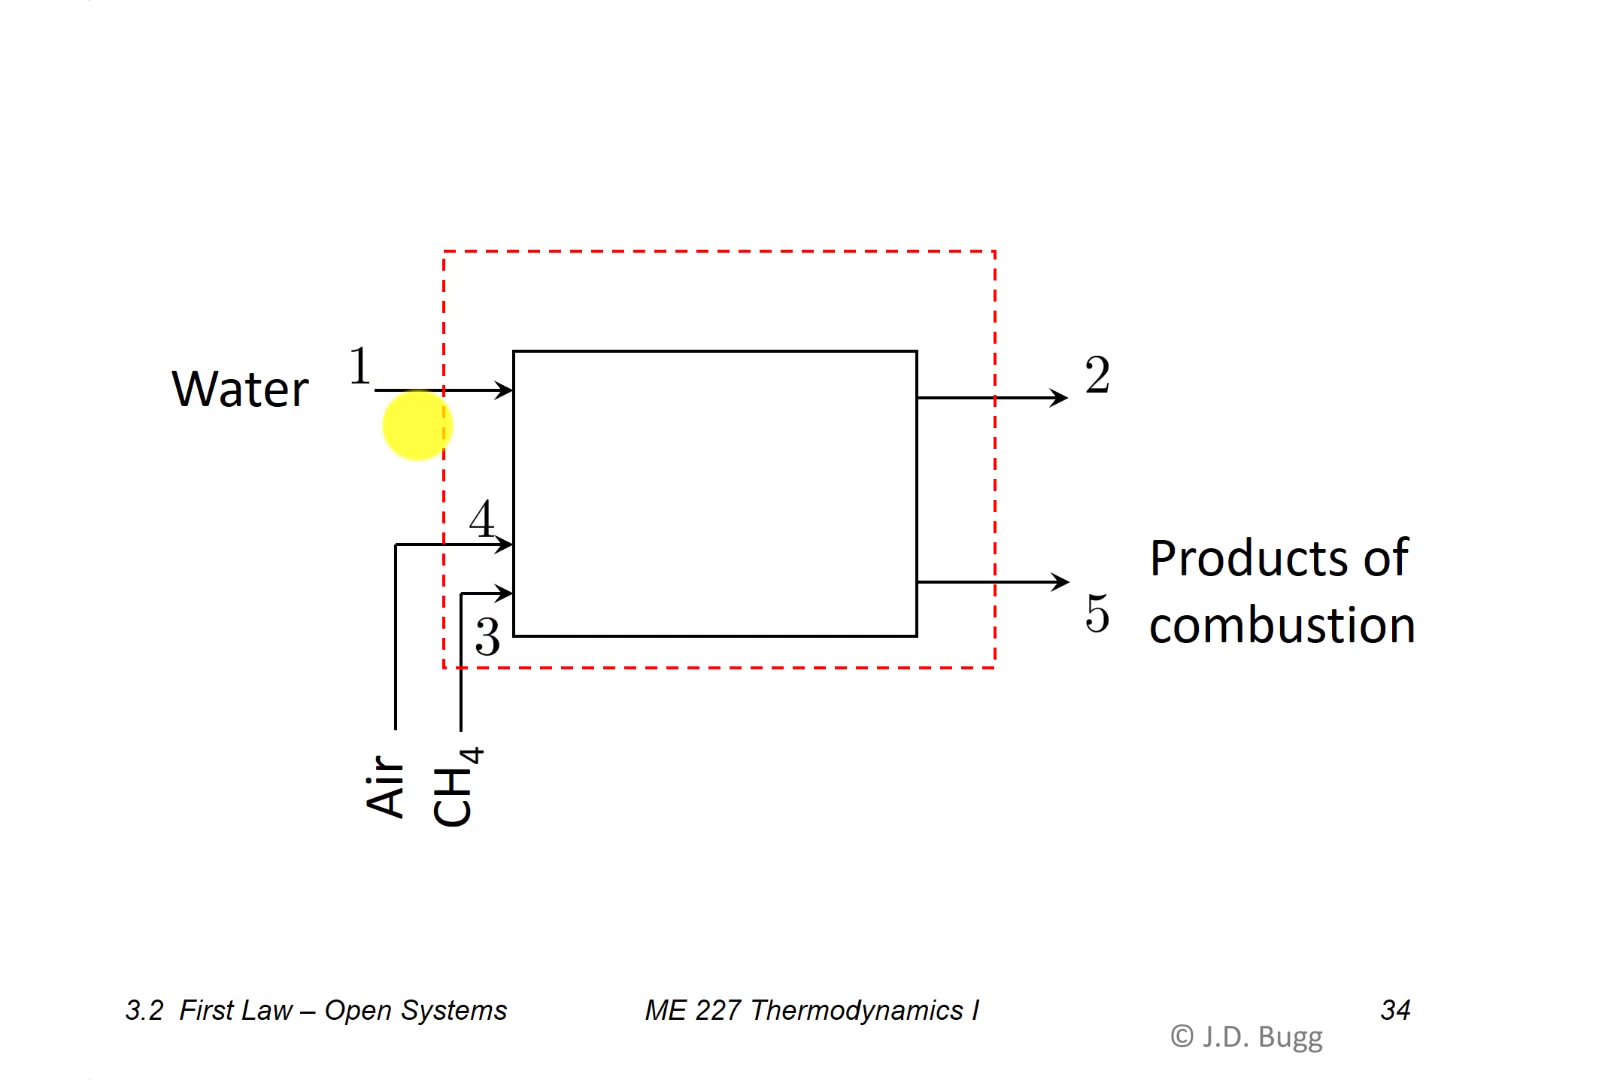 Water 1
2
4
3
5
Products of
combustion
Air
CH₄
3.2 First Law – Open Systems ME 227 Thermodynamics I 34
© J.D. Bugg